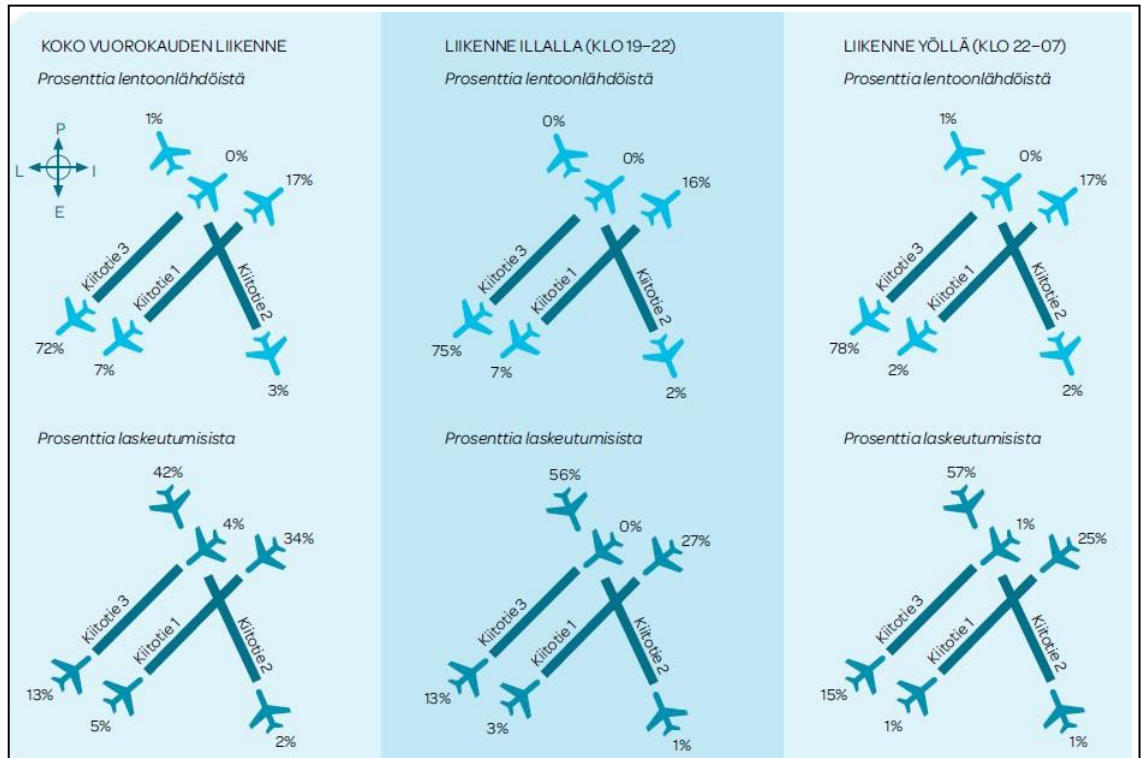 KOKO VUOROKAUDEN LIIKENNE
Prosenttia lentoonlähdöistä
1%
0%
17%
P
L
I
E
Kiitotie 3
Kiitotie 1
Kiitotie 2
72%
7%
3%
Prosenttia laskeutumisista
42%
4%
34%
Kiitotie 3
Kiitotie 1
Kiitotie 2
13%
5%
2%
LIIKENNE ILLALLA (KLO 19–22)
Prosenttia lentoonlähdöistä
0%
0%
16%
Kiitotie 3
Kiitotie 1
Kiitotie 2
75%
7%
2%
Prosenttia laskeutumisista
56%
0%
27%
Kiitotie 3
Kiitotie 1
Kiitotie 2
13%
3%
1%
LIIKENNE YÖLLÄ (KLO 22–07)
Prosenttia lentoonlähdöistä
1%
0%
17%
Kiitotie 3
Kiitotie 1
Kiitotie 2
78%
2%
2%
Prosenttia laskeutumisista
57%
1%
25%
Kiitotie 3
Kiitotie 1
Kiitotie 2
15%
1%
1%